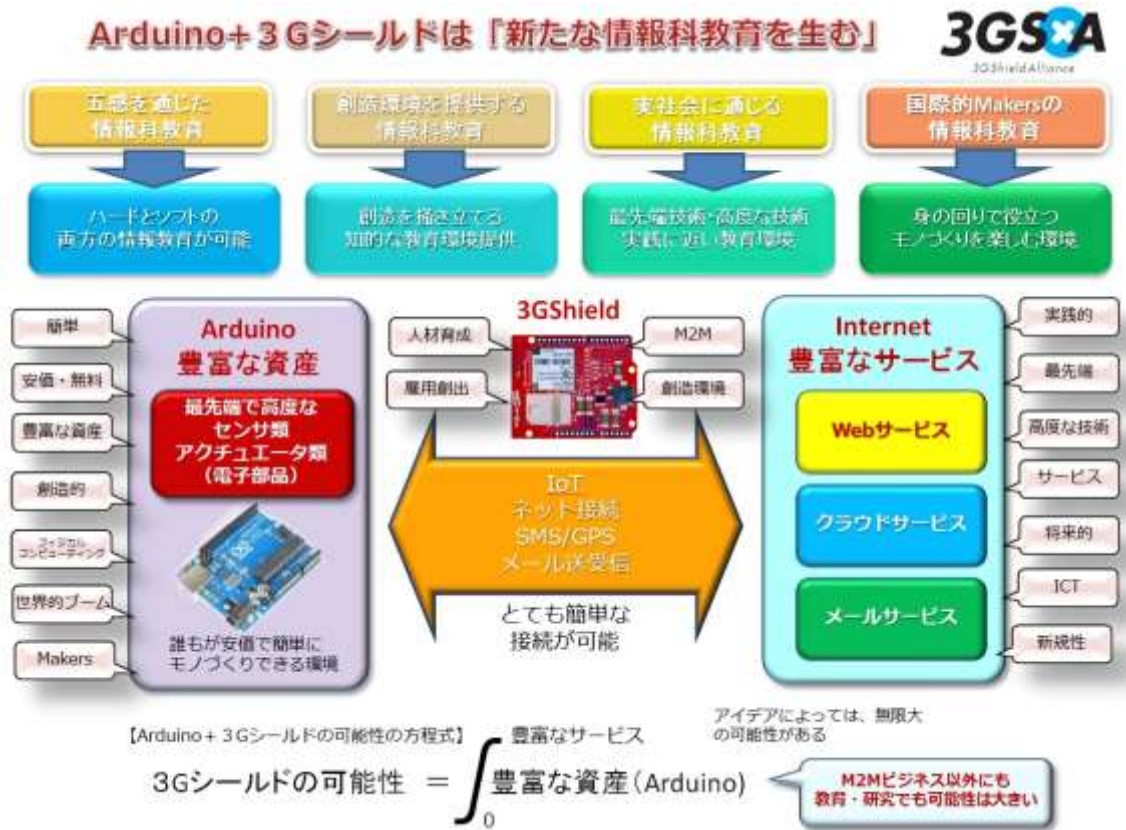 Arduino+３Gシールドは「新たな情報科教育を生む」
3GSxA
3GShieldAlliance
五感を通じた
情報科教育
創造環境を提供する
情報科教育
実社会に通じる
情報科教育
国際的Makersの
情報科教育
ハードとソフトの
両方の情報教育が可能
創造を掻き立てる
知的な教育環境提供
最先端技術・高度な技術
実践に近い教育環境
身の回りで役立つ
モノづくりを楽しむ環境
簡単
安価・無料
豊富な資産
創造的
フィジカル
コンピューティング
世界的ブーム
Makers
Arduino
豊富な資産
最先端で高度な
センサ類
アクチュエータ類
（電子部品）
誰もが安価で簡単に
モノづくりできる環境
3GShield
人材育成
雇用創出
M2M
創造環境
IoT
ネット接続
SMS/GPS
メール送受信
とても簡単な
接続が可能
Internet
豊富なサービス
Webサービス
クラウドサービス
メールサービス
実践的
最先端
高度な技術
サービス
将来的
ICT
新規性
【Arduino+３Gシールドの可能性の方程式】
豊富なサービス
アイデアによっては、無限大
の可能性がある
3Gシールドの可能性 ＝ ∫ 豊富な資産（Arduino）
0
M2Mビジネス以外にも
教育・研究でも可能性は大きい